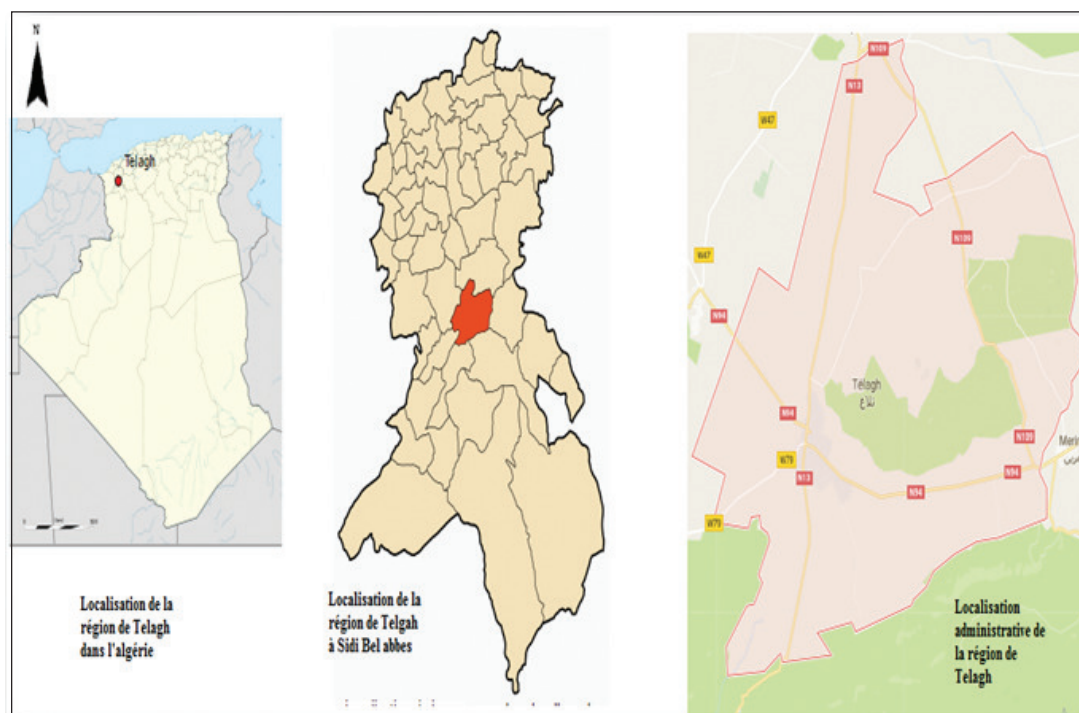 N
Telagh
Localisation de la
région de Telagh
dans l'algérie
Localisation de la
région de Telgah
à Sidi Bel abbes
N109
N13
W47
N109
W47
N94
Télagh
تلاغ
N94
N109
Merin
W79
N13
N94
N94
W79
Localisation
administrative de
la région de
Telagh